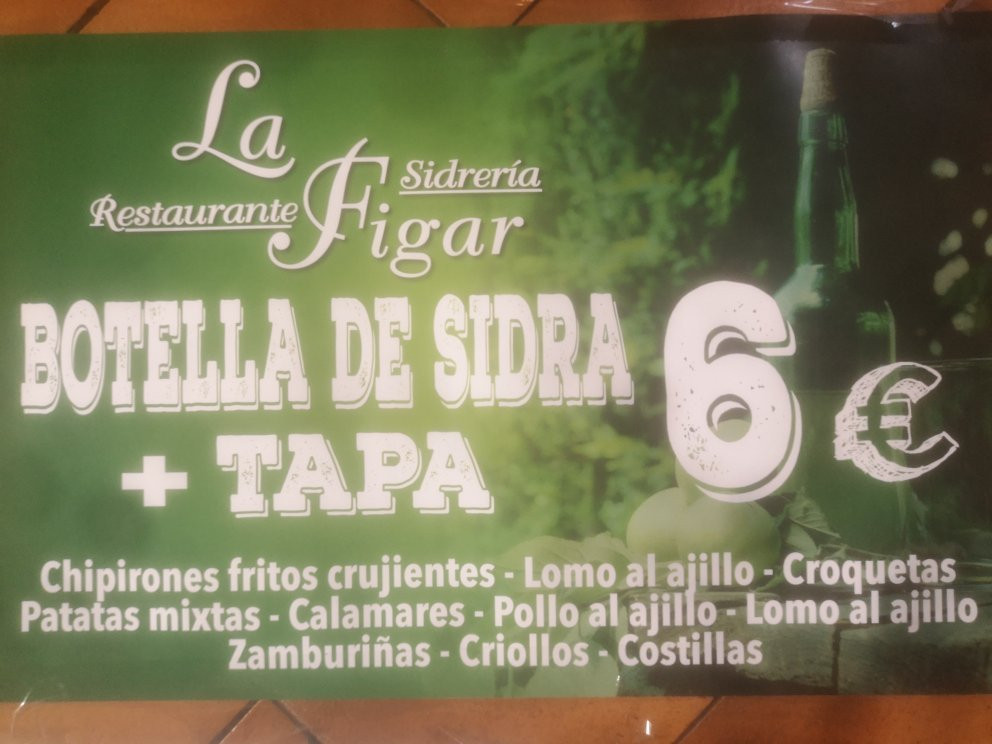 La
Restaurante Figar Sidrería
BOTELLA DE SIDRA 6€
+ TAPA
Chipirones fritos crujientes - Lomo al ajillo - Croquetas
Patatas mixtas - Calamares - Pollo al ajillo - Lomo al ajillo
Zamburiñas - Criollos - Costillas